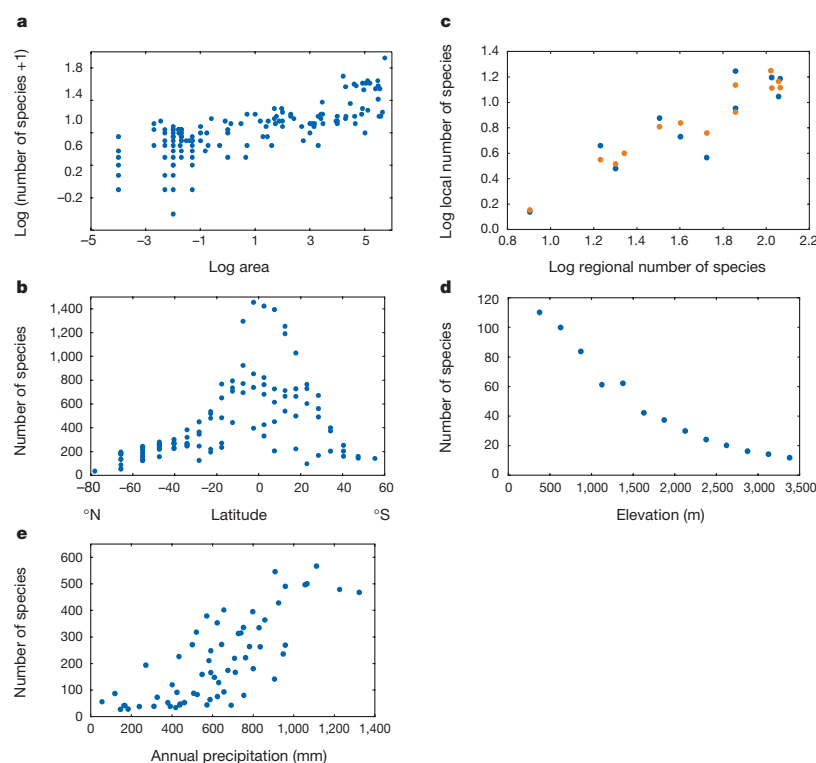 a
Log (number of species +1)
1.8
1.4
1.0
0.6
−0.2
−5 −3 −1 1 3 5
Log area
b
Number of species
1,400
1,200
1,000
800
600
400
200
0
−80 −60 −40 −20 0 20 40 60
°N Latitude °S
e
Number of species
600
500
400
300
200
100
0
0 200 400 600 800 1,000 1,200 1,400
Annual precipitation (mm)
c
Log local number of species
1.4
1.2
1.0
0.8
0.6
0.4
0.2
0.0
0.8 1.0 1.2 1.4 1.6 1.8 2.0 2.2
Log regional number of species
d
Number of species
120
100
80
60
40
20
0
0 500 1,000 1,500 2,000 2,500 3,000 3,500
Elevation (m)